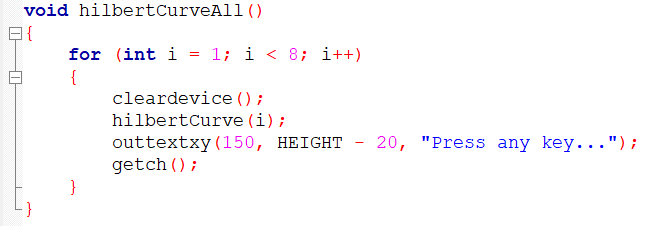 void hilbertCurveAll()
{
    for (int i = 1; i < 8; i++)
    {
        cleardevice();
        hilbertCurve(i);
        outtextxy(150, HEIGHT - 20, "Press any key...");
        getch();
    }
}